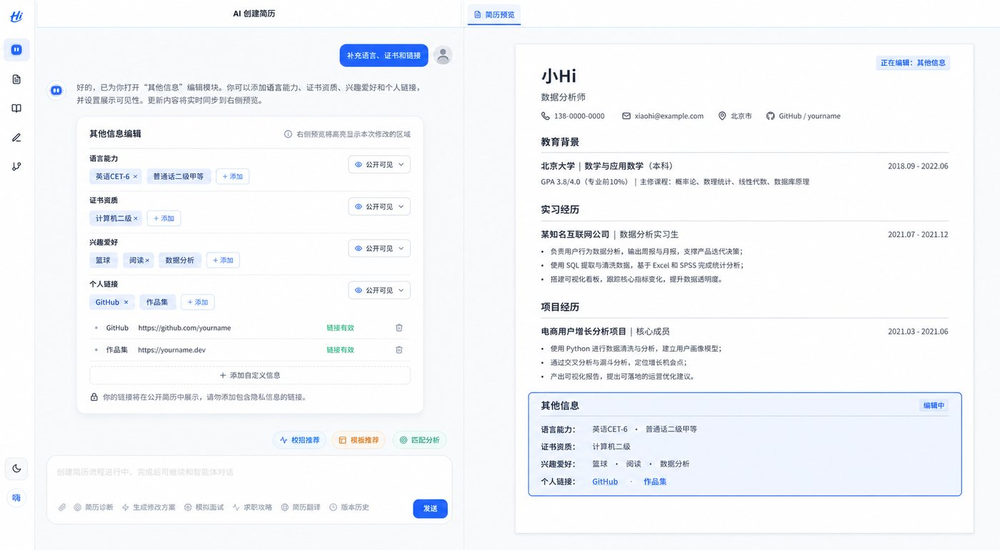 Hi
AI 创建简历
补充语言、证书和链接
好的，已为你打开“其他信息”编辑模块。你可以添加语言能力、证书资质、兴趣爱好和个人链接，
并设置展示可见性。更新内容将实时同步到右侧预览。
其他信息编辑
右侧预览将高亮显示本次修改的区域
语言能力
公开可见
英语CET-6 ×
普通话二级甲等
+ 添加
证书资质
公开可见
计算机二级 ×
+ 添加
兴趣爱好
公开可见
篮球
阅读 ×
数据分析
+ 添加
个人链接
公开可见
GitHub ×
作品集
+ 添加
GitHub https://github.com/yourname 链接有效
作品集 https://yourname.dev 链接有效
+ 添加自定义信息
你的链接将在公开简历中展示，请勿添加包含隐私信息的链接。
校招推荐
模板推荐
匹配分析
创建简历流程进行中，完成后可继续和智能体对话
简历诊断
生成修改方案
模拟面试
求职攻略
简历翻译
版本历史
发送
嗨
简历预览
正在编辑：其他信息
小Hi
数据分析师
138-0000-0000 xiaohi@example.com 北京市 GitHub / yourname
教育背景
北京大学 | 数学与应用数学（本科） 2018.09 - 2022.06
GPA 3.8/4.0（专业前10%） | 主修课程：概率论、数理统计、线性代数、数据库原理
实习经历
某知名互联网公司 | 数据分析实习生 2021.07 - 2021.12
• 负责用户行为数据分析，输出周报与月报，支撑产品迭代决策；
• 使用 SQL 提取与清洗数据，基于 Excel 和 SPSS 完成统计分析；
• 搭建可视化看板，跟踪核心指标变化，提升数据透明度。
项目经历
电商用户增长分析项目 | 核心成员 2021.03 - 2021.06
• 使用 Python 进行数据清洗与分析，建立用户画像模型；
• 通过交叉分析与漏斗分析，定位增长机会点；
• 产出可视化报告，提出可落地的运营优化建议。
其他信息
编辑中
语言能力： 英语CET-6 • 普通话二级甲等
证书资质： 计算机二级
兴趣爱好： 篮球 • 阅读 • 数据分析
个人链接： GitHub · 作品集